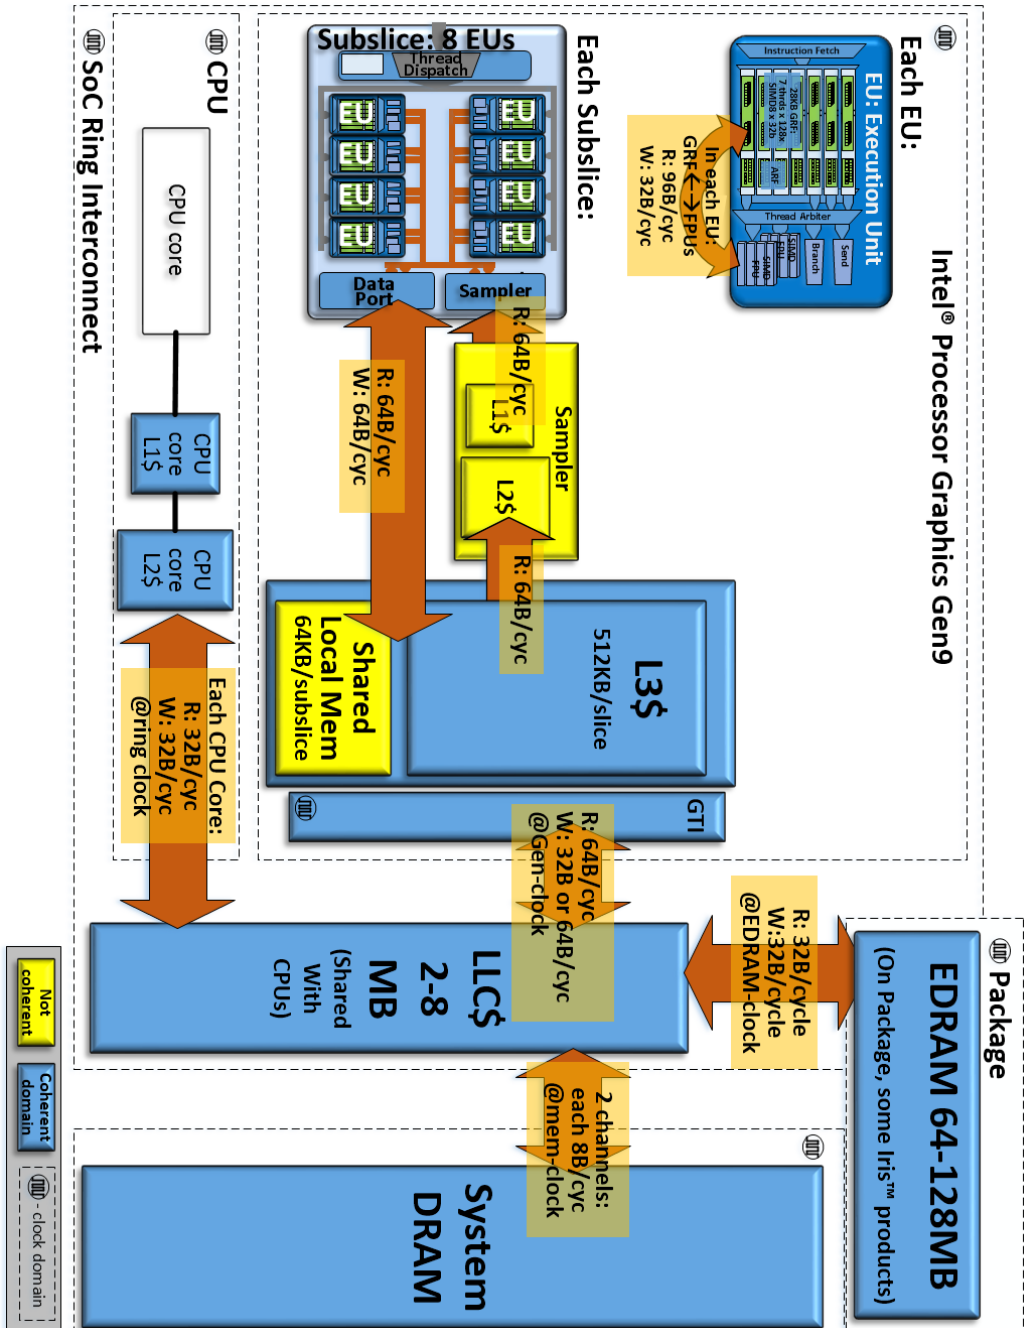 Intel® Processor Graphics Gen9
Each EU:
EU: Execution Unit
Instruction Fetch
28KB GRF:
7 thrds x 128x
SIMD8 x 32b
ARF
Thread Arbiter
Send
Branch
SIMD
FPU
SIMD
FPU
In each EU:
GRF ←→FPUs
R: 96B/cyc
W: 32B/cyc
Each Subslice:
Subslice: 8 EUs
Thread
Dispatch
EU
EU
EU
EU
EU
EU
EU
EU
Data
Port
Sampler
R: 64B/cyc
Sampler
L1$
L2$
R: 64B/cyc
W: 64B/cyc
R: 64B/cyc
L3$
512KB/slice
Shared
Local Mem
64KB/subslice
GTI
R: 64B/cyc
W: 32B or 64B/cyc
@Gen-clock
CPU
CPU core
CPU
core
L1$
CPU
core
L2$
Each CPU Core:
R: 32B/cyc
W: 32B/cyc
@ring clock
SoC Ring Interconnect
LLC$
2-8
MB
(Shared
With
CPUs)
R: 32B/cycle
W:32B/cycle
@EDRAM-clock
Package
EDRAM 64-128MB
(On Package, some Iris™ products)
2 channels:
each 8B/cyc
@mem-clock
System
DRAM
Not
coherent
Coherent
domain
- clock domain